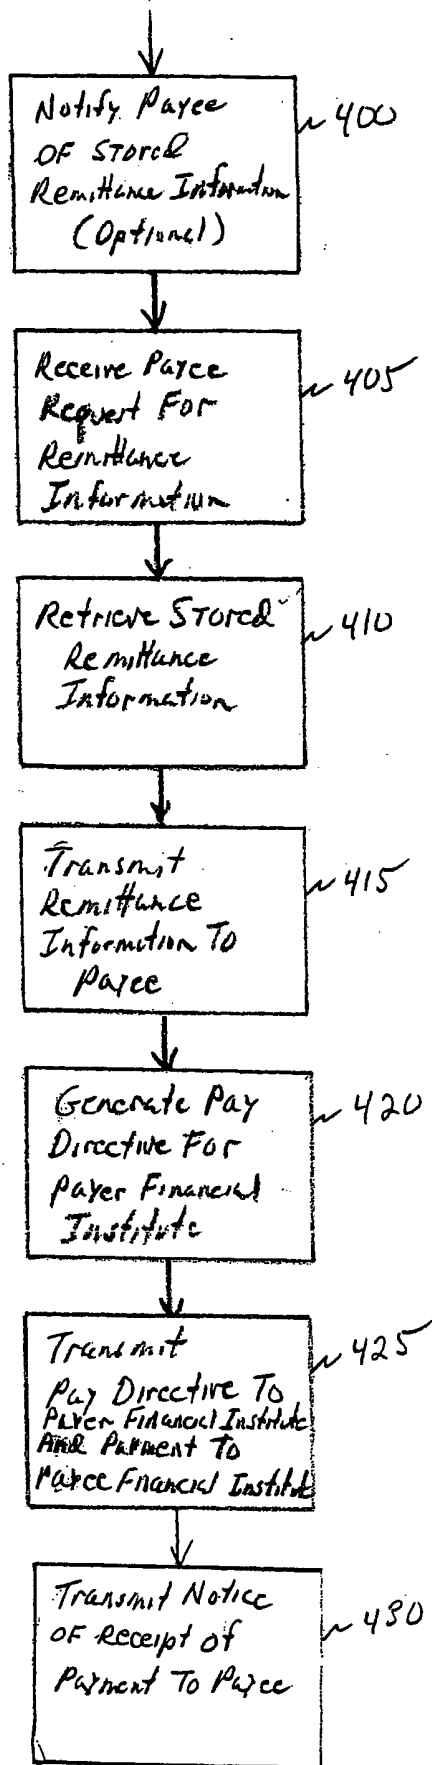 Notify Payee
OF Stored
Remittance Information
(Optional)
400
Receive Payee
Request For
Remittance
Information
405
Retrieve Stored
Remittance
Information
410
Transmit
Remittance
Information To
Payee
415
Generate Pay
Directive For
Payer Financial
Institute
420
Transmit
Pay Directive To
Payer Financial Institute
And Payment To
Payee Financial Institute
425
Transmit Notice
OF Receipt of
Payment To Payee
430